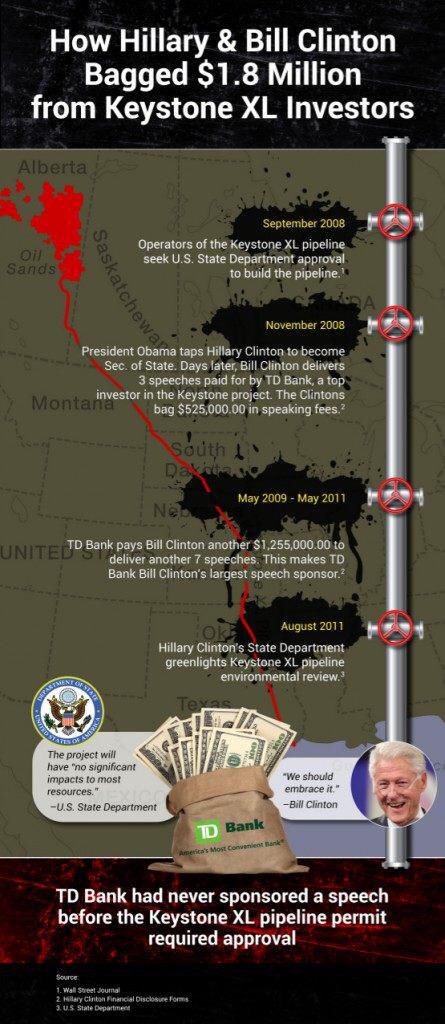 How Hillary & Bill Clinton
Bagged $1.8 Million
from Keystone XL Investors
Alberta
Oil
Sands
Saskatchewan
CANADA
September 2008
Operators of the Keystone XL pipeline
seek U.S. State Department approval
to build the pipeline.1
November 2008
President Obama taps Hillary Clinton to become
Sec. of State. Days later, Bill Clinton delivers
3 speeches paid for by TD Bank, a top
investor in the Keystone project. The Clintons
bag $525,000.00 in speaking fees.2
Montana
South
Dakota
May 2009 - May 2011
UNITED STATES
TD Bank pays Bill Clinton another $1,255,000.00 to
deliver another 7 speeches. This makes TD
Bank Bill Clinton's largest speech sponsor.2
August 2011
Hillary Clinton's State Department
greenlights Keystone XL pipeline
environmental review.3
Texas
DEPARTMENT OF STATE
UNITED STATES OF AMERICA
The project will
have "no significant
impacts to most
resources."
–U.S. State Department
"We should
embrace it."
–Bill Clinton
TD Bank
America's Most Convenient Bank®
TD Bank had never sponsored a speech
before the Keystone XL pipeline permit
required approval
Source:
1. Wall Street Journal
2. Hillary Clinton Financial Disclosure Forms
3. U.S. State Department